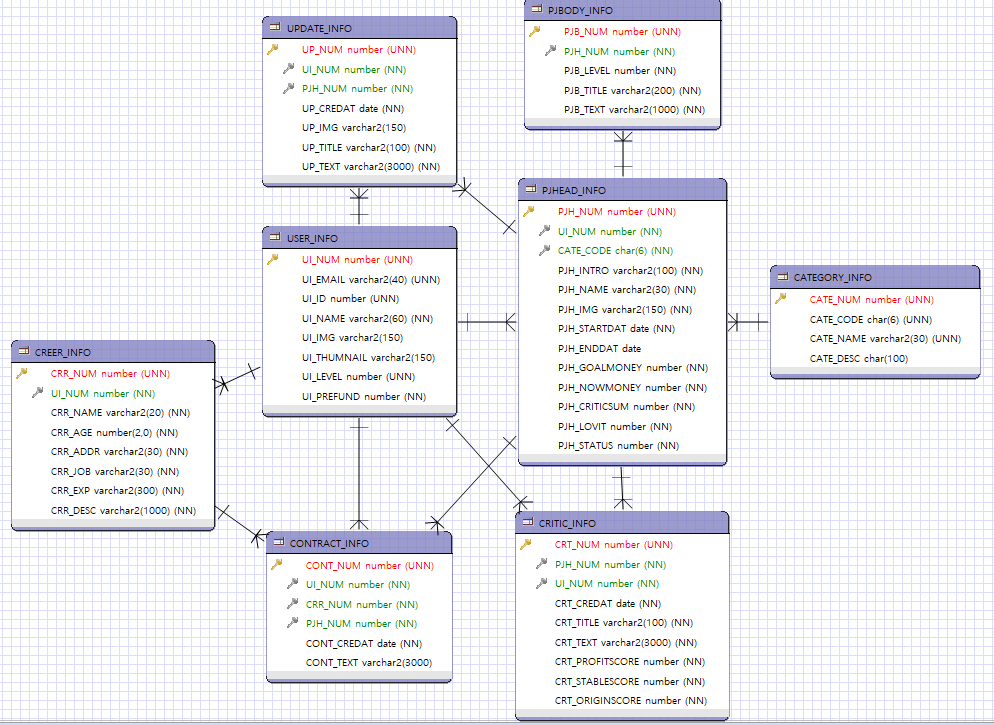 UPDATE_INFO
UP_NUM number (UNN)
UI_NUM number (NN)
PJH_NUM number (NN)
UP_CREDAT date (NN)
UP_IMG varchar2(150)
UP_TITLE varchar2(100) (NN)
UP_TEXT varchar2(3000) (NN)
PJBODY_INFO
PJB_NUM number (UNN)
PJH_NUM number (NN)
PJB_LEVEL number (NN)
PJB_TITLE varchar2(200) (NN)
PJB_TEXT varchar2(1000) (NN)
USER_INFO
UI_NUM number (UNN)
UI_EMAIL varchar2(40) (UNN)
UI_ID number (UNN)
UI_NAME varchar2(60) (NN)
UI_IMG varchar2(150)
UI_THUMNAIL varchar2(150)
UI_LEVEL number (UNN)
UI_PREFUND number (NN)
PJHEAD_INFO
PJH_NUM number (UNN)
UI_NUM number (NN)
CATE_CODE char(6) (NN)
PJH_INTRO varchar2(100) (NN)
PJH_NAME varchar2(30) (NN)
PJH_IMG varchar2(150) (NN)
PJH_STARTDAT date (NN)
PJH_ENDDAT date
PJH_GOALMONEY number (NN)
PJH_NOWMONEY number (NN)
PJH_CRITICSUM number (NN)
PJH_LOVIT number (NN)
PJH_STATUS number (NN)
CATEGORY_INFO
CATE_NUM number (UNN)
CATE_CODE char(6) (UNN)
CATE_NAME varchar2(30) (UNN)
CATE_DESC char(100)
CREER_INFO
CRR_NUM number (UNN)
UI_NUM number (NN)
CRR_NAME varchar2(20) (NN)
CRR_AGE number(2,0) (NN)
CRR_ADDR varchar2(30) (NN)
CRR_JOB varchar2(30) (NN)
CRR_EXP varchar2(300) (NN)
CRR_DESC varchar2(1000) (NN)
CONTRACT_INFO
CONT_NUM number (UNN)
UI_NUM number (NN)
CRR_NUM number (NN)
PJH_NUM number (NN)
CONT_CREDAT date (NN)
CONT_TEXT varchar2(3000)
CRITIC_INFO
CRT_NUM number (UNN)
PJH_NUM number (NN)
UI_NUM number (NN)
CRT_CREDAT date (NN)
CRT_TITLE varchar2(100) (NN)
CRT_TEXT varchar2(3000) (NN)
CRT_PROFITSCORE number (NN)
CRT_STABLESCORE number (NN)
CRT_ORIGINSCORE number (NN)